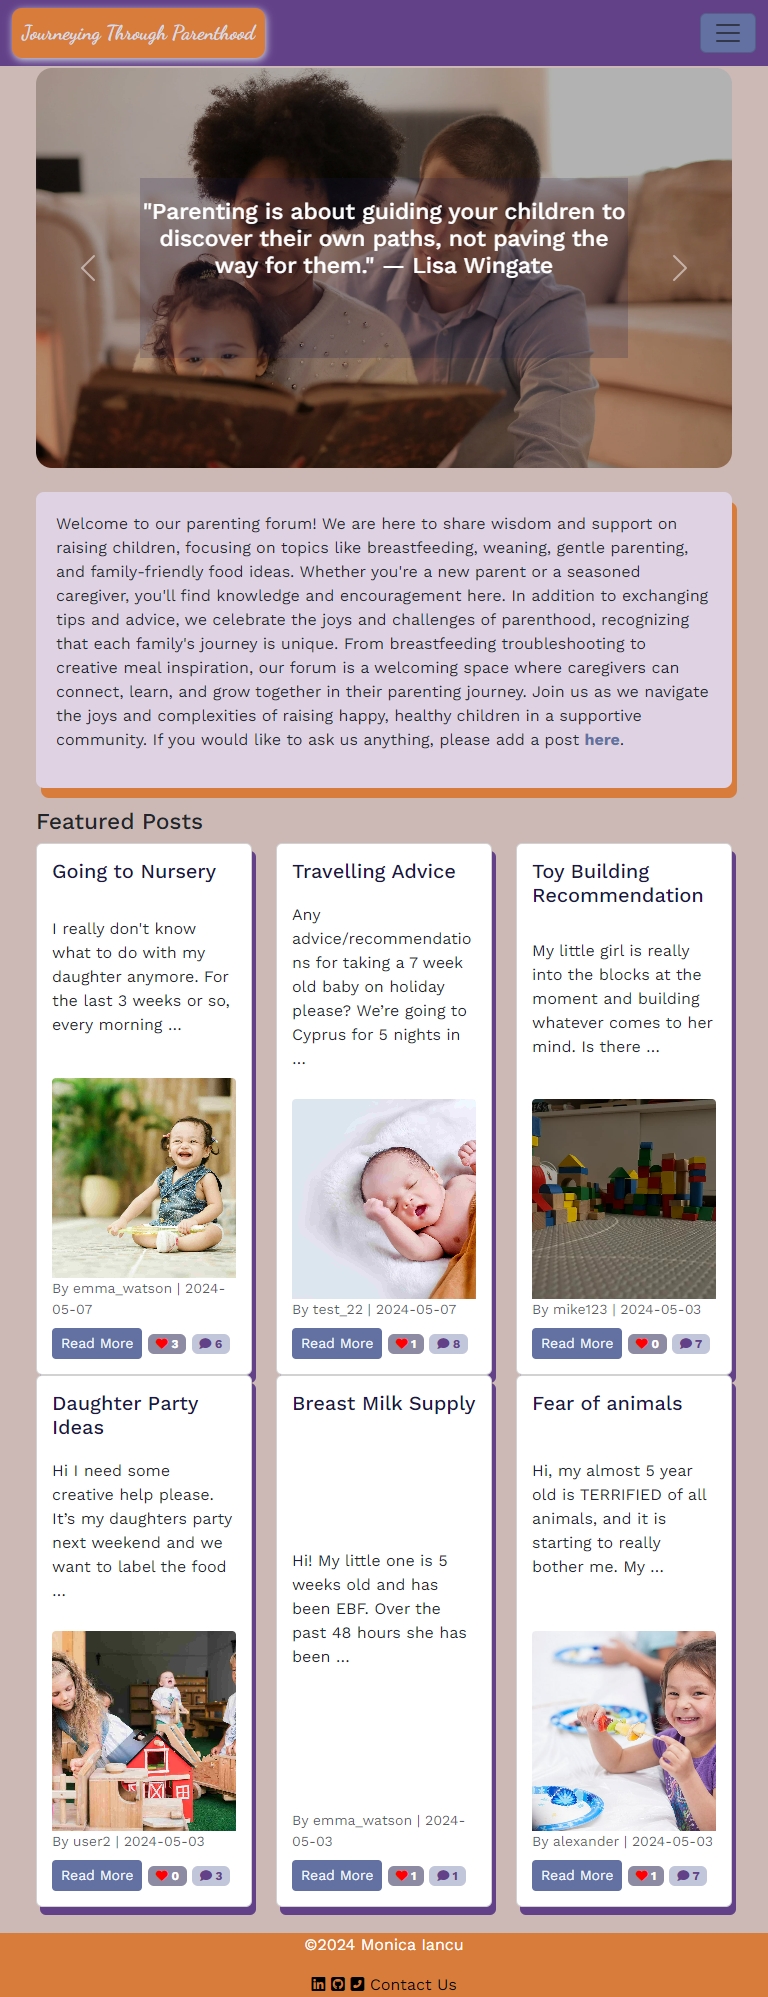 Journeying Through Parenthood
"Parenting is about guiding your children to
discover their own paths, not paving the
way for them." — Lisa Wingate
Welcome to our parenting forum! We are here to share wisdom and support on
raising children, focusing on topics like breastfeeding, weaning, gentle parenting,
and family-friendly food ideas. Whether you're a new parent or a seasoned
caregiver, you'll find knowledge and encouragement here. In addition to exchanging
tips and advice, we celebrate the joys and challenges of parenthood, recognizing
that each family's journey is unique. From breastfeeding troubleshooting to
creative meal inspiration, our forum is a welcoming space where caregivers can
connect, learn, and grow together in their parenting journey. Join us as we navigate
the joys and complexities of raising happy, healthy children in a supportive
community. If you would like to ask us anything, please add a post here.
Featured Posts
Going to Nursery
I really don't know
what to do with my
daughter anymore. For
the last 3 weeks or so,
every morning ...
By emma_watson | 2024-
05-07
Read More 3 6
Travelling Advice
Any
advice/recommendatio
ns for taking a 7 week
old baby on holiday
please? We’re going to
Cyprus for 5 nights in
...
By test_22 | 2024-05-07
Read More 1 8
Toy Building
Recommendation
My little girl is really
into the blocks at the
moment and building
whatever comes to her
mind. Is there ...
By mike123 | 2024-05-03
Read More 0 7
Daughter Party
Ideas
Hi I need some
creative help please.
It’s my daughters party
next weekend and we
want to label the food
...
By user2 | 2024-05-03
Read More 0 3
Breast Milk Supply
Hi! My little one is 5
weeks old and has
been EBF. Over the
past 48 hours she has
been ...
By emma_watson | 2024-
05-03
Read More 1 1
Fear of animals
Hi, my almost 5 year
old is TERRIFIED of all
animals, and it is
starting to really
bother me. My ...
By alexander | 2024-05-03
Read More 1 7
©2024 Monica Iancu
Contact Us